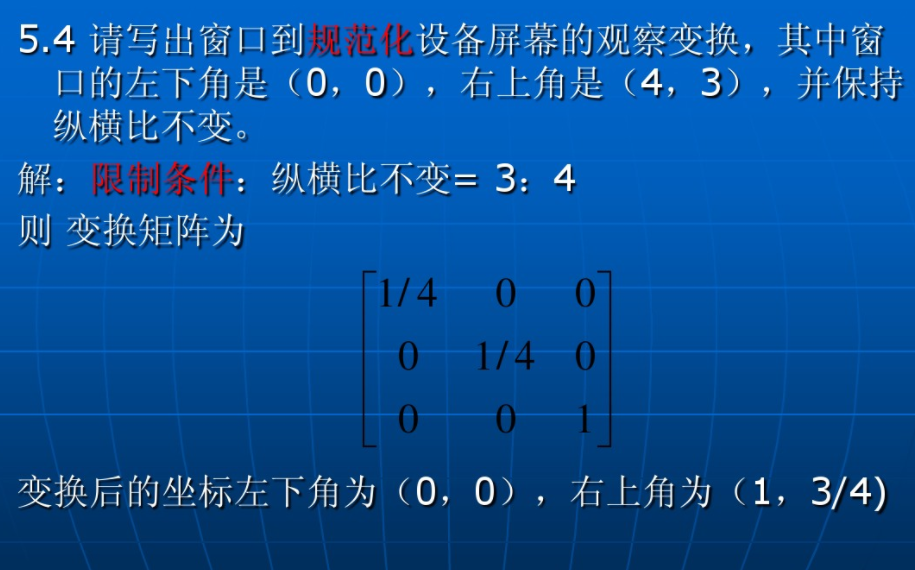 5.4 请写出窗口到规范化设备屏幕的观察变换，其中窗
口的左下角是（0，0），右上角是（4，3），并保持
纵横比不变。
解：限制条件：纵横比不变= 3：4
则 变换矩阵为
1/4 0 0
0 1/4 0
0 0 1
变换后的坐标左下角为（0，0），右上角为（1，3/4)